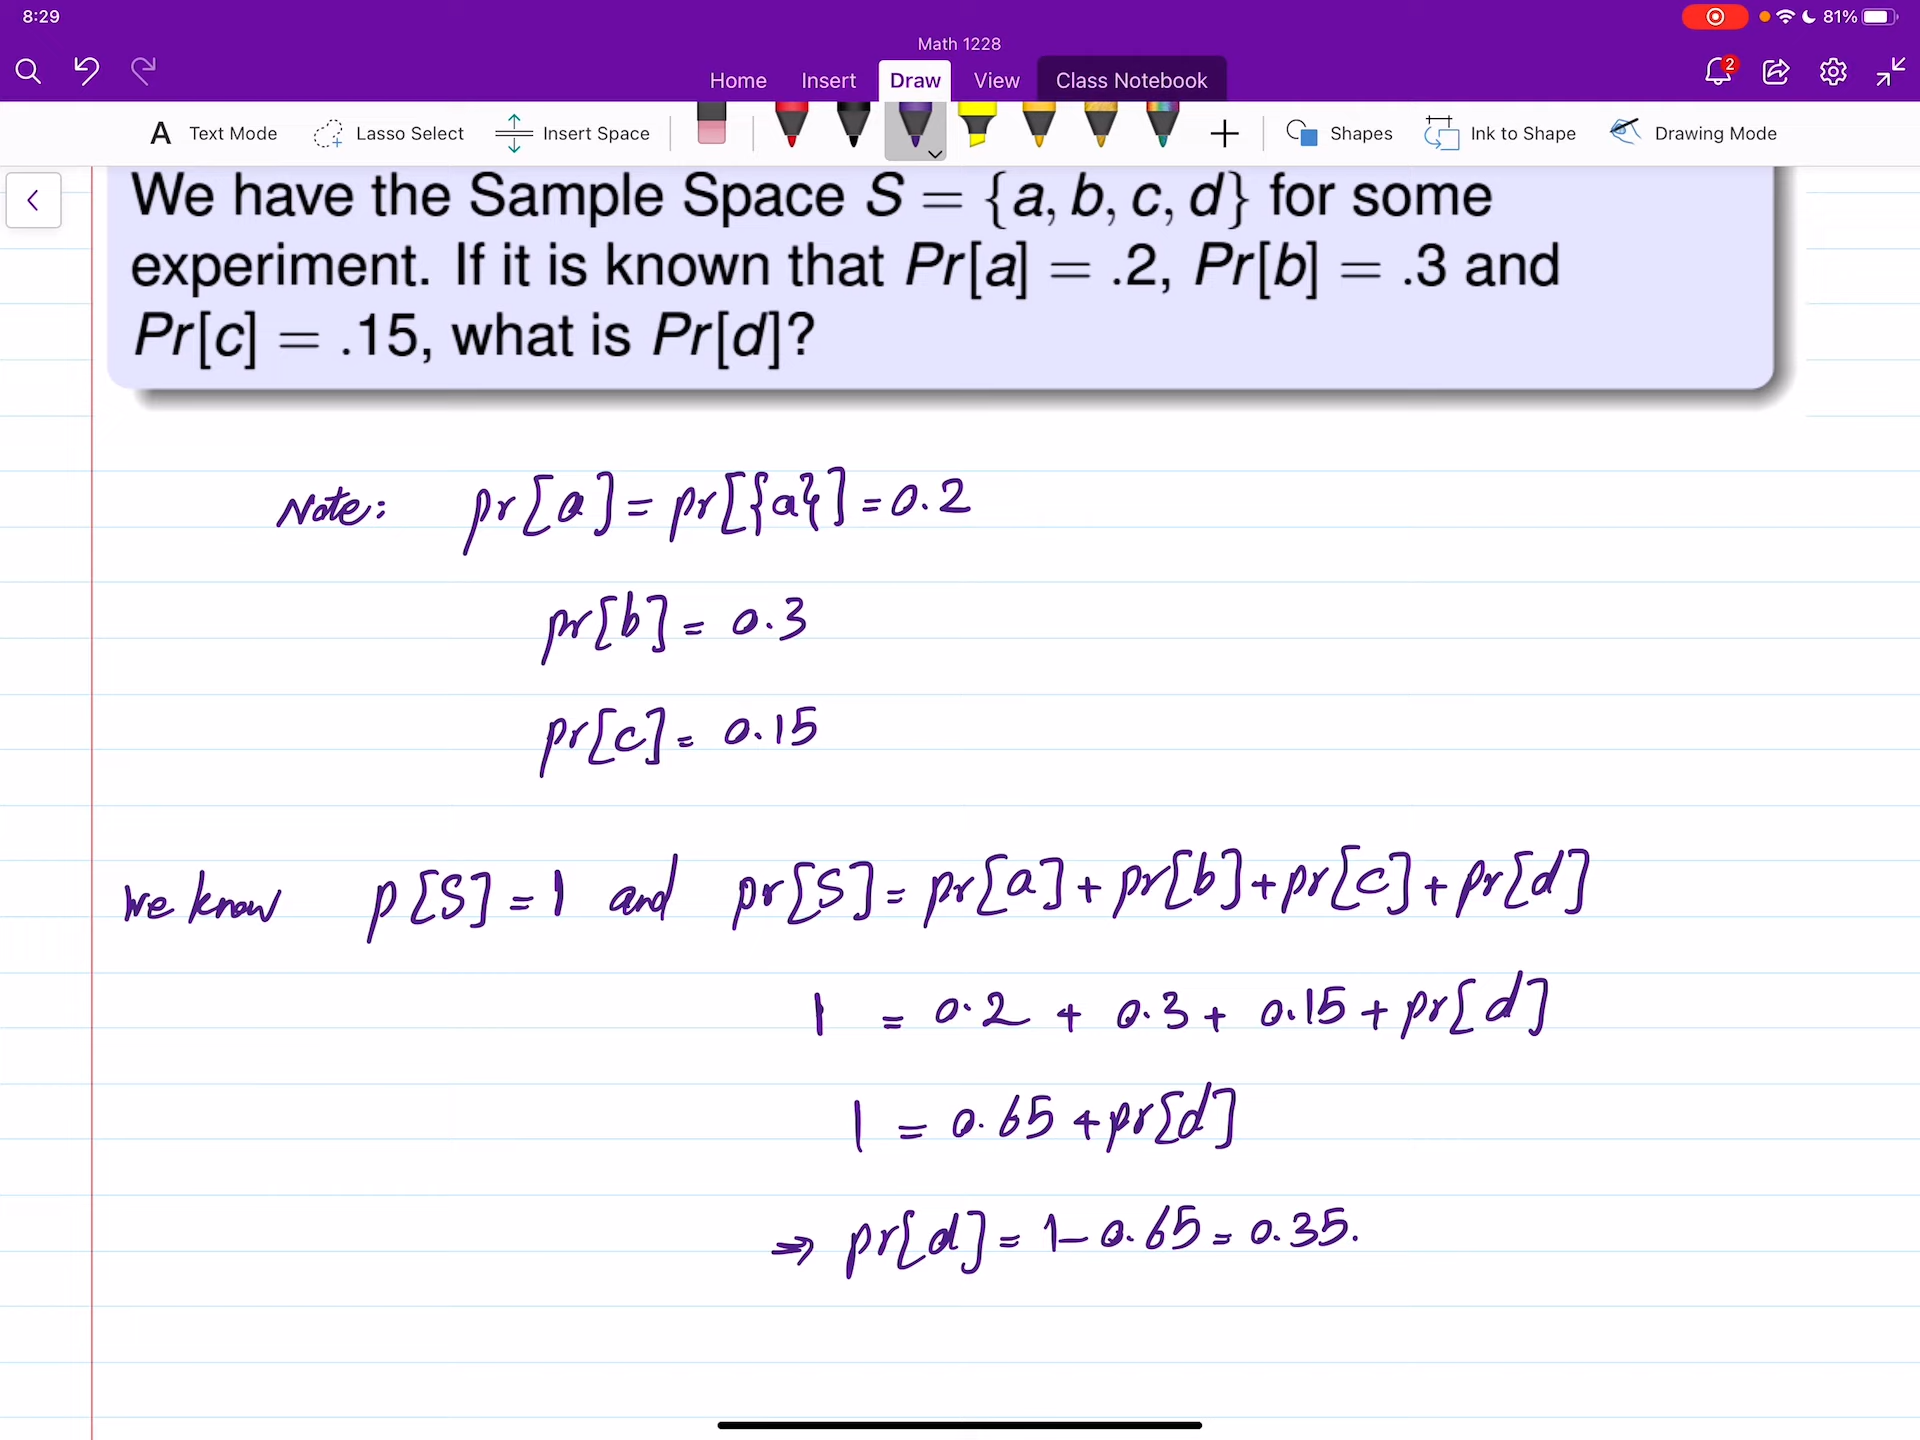 8:29
81%
Math 1228
Home Insert Draw View Class Notebook
2
A Text Mode Lasso Select Insert Space Shapes Ink to Shape Drawing Mode
We have the Sample Space S = {a, b, c, d} for some
experiment. If it is known that Pr[a] = .2, Pr[b] = .3 and
Pr[c] = .15, what is Pr[d]?
Note: pr[a] = pr[{a}] = 0.2
pr[b] = 0.3
pr[c] = 0.15
We know p[S] = 1 and pr[S] = pr[a] + pr[b] + pr[c] + pr[d]
1 = 0.2 + 0.3 + 0.15 + pr[d]
1 = 0.65 + pr[d]
⇒ pr[d] = 1 - 0.65 = 0.35.